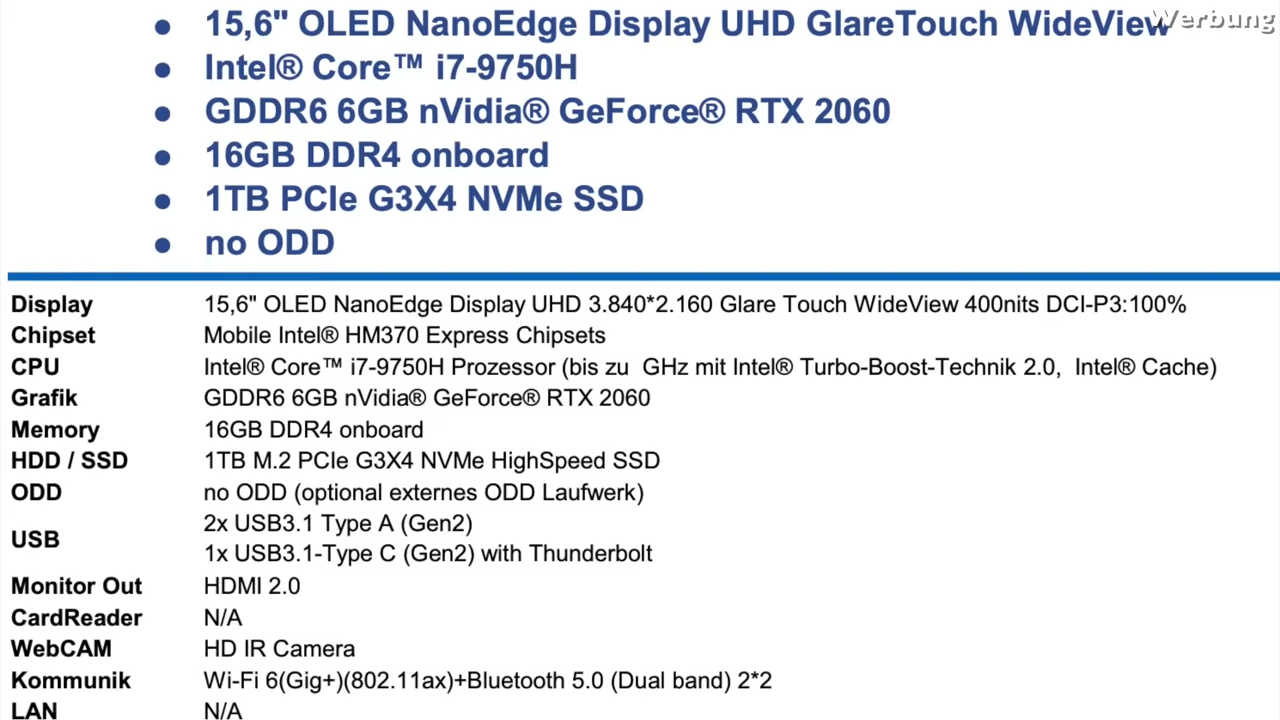 Werbung
● 15,6" OLED NanoEdge Display UHD GlareTouch WideView
● Intel® Core™ i7-9750H
● GDDR6 6GB nVidia® GeForce® RTX 2060
● 16GB DDR4 onboard
● 1TB PCIe G3X4 NVMe SSD
● no ODD
Display 15,6" OLED NanoEdge Display UHD 3.840*2.160 Glare Touch WideView 400nits DCI-P3:100%
Chipset Mobile Intel® HM370 Express Chipsets
CPU Intel® Core™ i7-9750H Prozessor (bis zu  GHz mit Intel® Turbo-Boost-Technik 2.0,  Intel® Cache)
Grafik GDDR6 6GB nVidia® GeForce® RTX 2060
Memory 16GB DDR4 onboard
HDD / SSD 1TB M.2 PCIe G3X4 NVMe HighSpeed SSD
ODD no ODD (optional externes ODD Laufwerk)
USB 2x USB3.1 Type A (Gen2)
1x USB3.1-Type C (Gen2) with Thunderbolt
Monitor Out HDMI 2.0
CardReader N/A
WebCAM HD IR Camera
Kommunik Wi-Fi 6(Gig+)(802.11ax)+Bluetooth 5.0 (Dual band) 2*2
LAN N/A